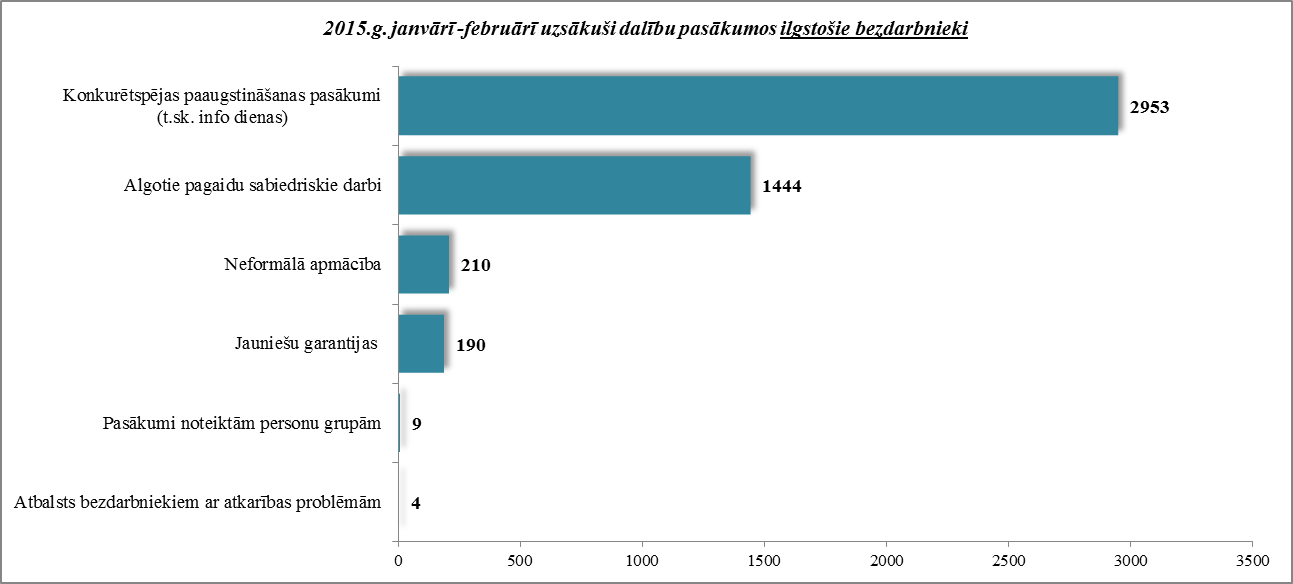 2015.g. janvārī -februārī uzsākuši dalību pasākumos ilgstošie bezdarbnieki
Konkurētspējas paaugstināšanas pasākumi
(t.sk. info dienas)
2953
Algotie pagaidu sabiedriskie darbi
1444
Neformālā apmācība
210
Jauniešu garantijas
190
Pasākumi noteiktām personu grupām
9
Atbalsts bezdarbniekiem ar atkarības problēmām
4
0 500 1000 1500 2000 2500 3000 3500